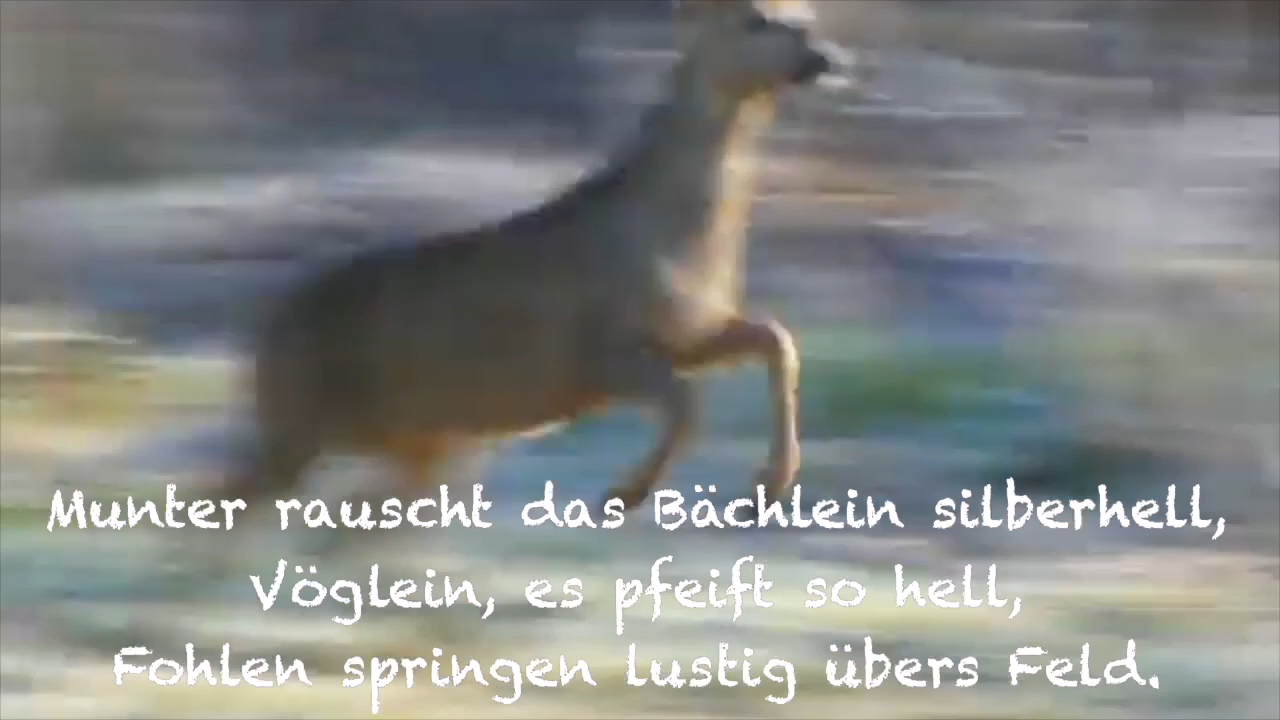 Munter rauscht das Bächlein silberhell,
Vöglein, es pfeift so hell,
Fohlen springen lustig übers Feld.